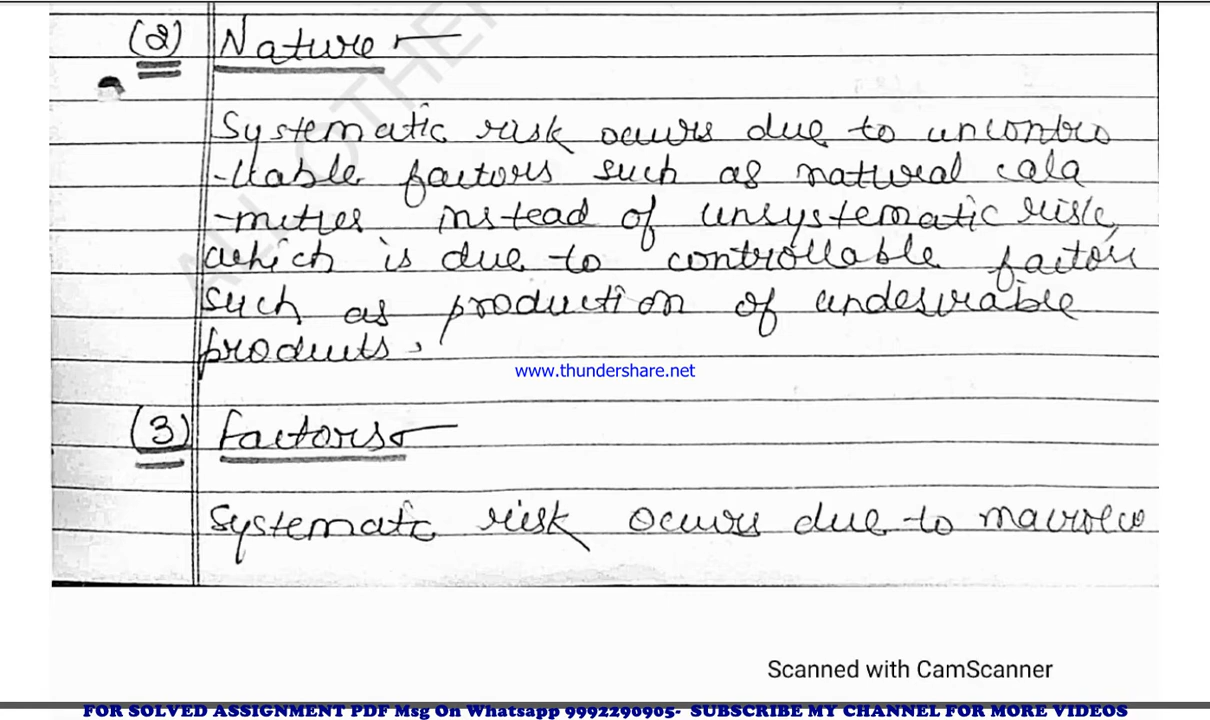 (2) Nature :-
Systematic risk occurs due to uncontro
-llable factors such as natural cala
-mities instead of unsystematic risk,
which is due to controllable factors
such as production of undesirable
products.
www.thundershare.net
(3) Factors :-
Systematic risk occurs due to macroeco
Scanned with CamScanner
FOR SOLVED ASSIGNMENT PDF Msg On Whatsapp 9992290905- SUBSCRIBE MY CHANNEL FOR MORE VIDEOS